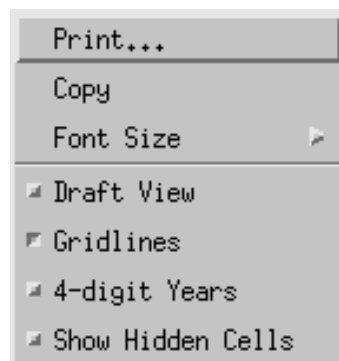 Print...
Copy
Font Size
Draft View
Gridlines
4-digit Years
Show Hidden Cells